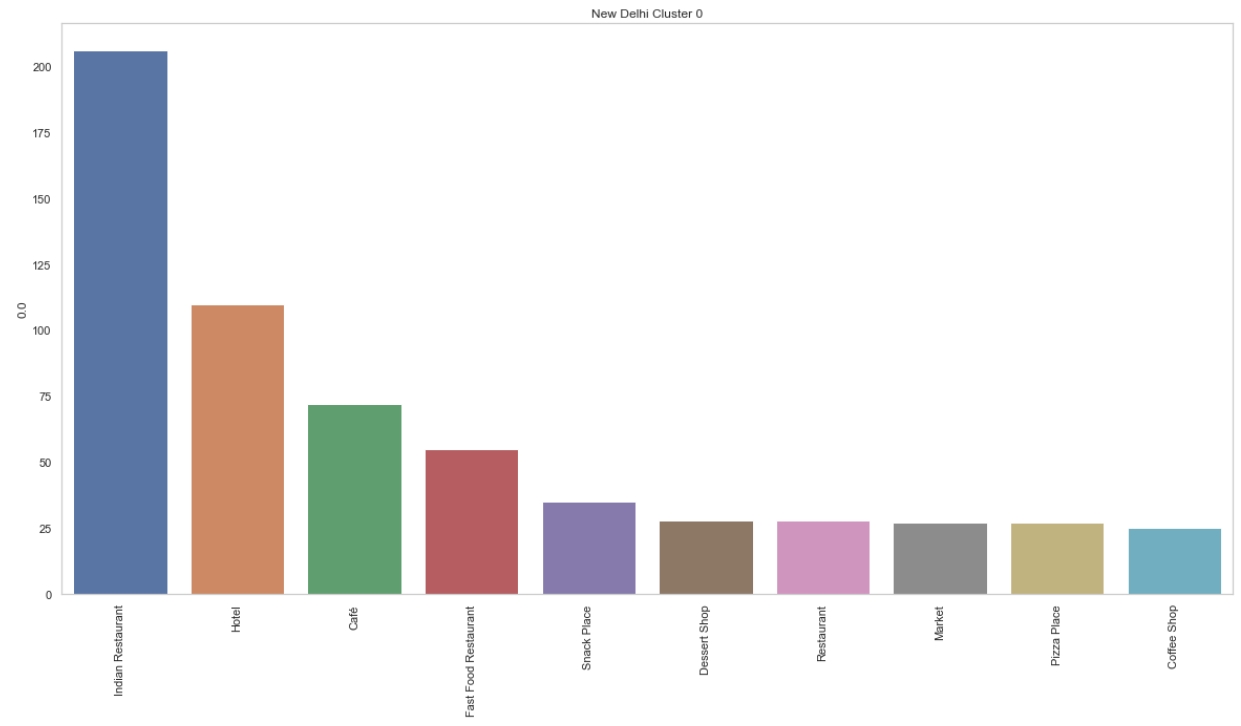 New Delhi Cluster 0
200
175
150
125
100
75
50
25
0
0.0
Indian Restaurant
Hotel
Café
Fast Food Restaurant
Snack Place
Dessert Shop
Restaurant
Market
Pizza Place
Coffee Shop